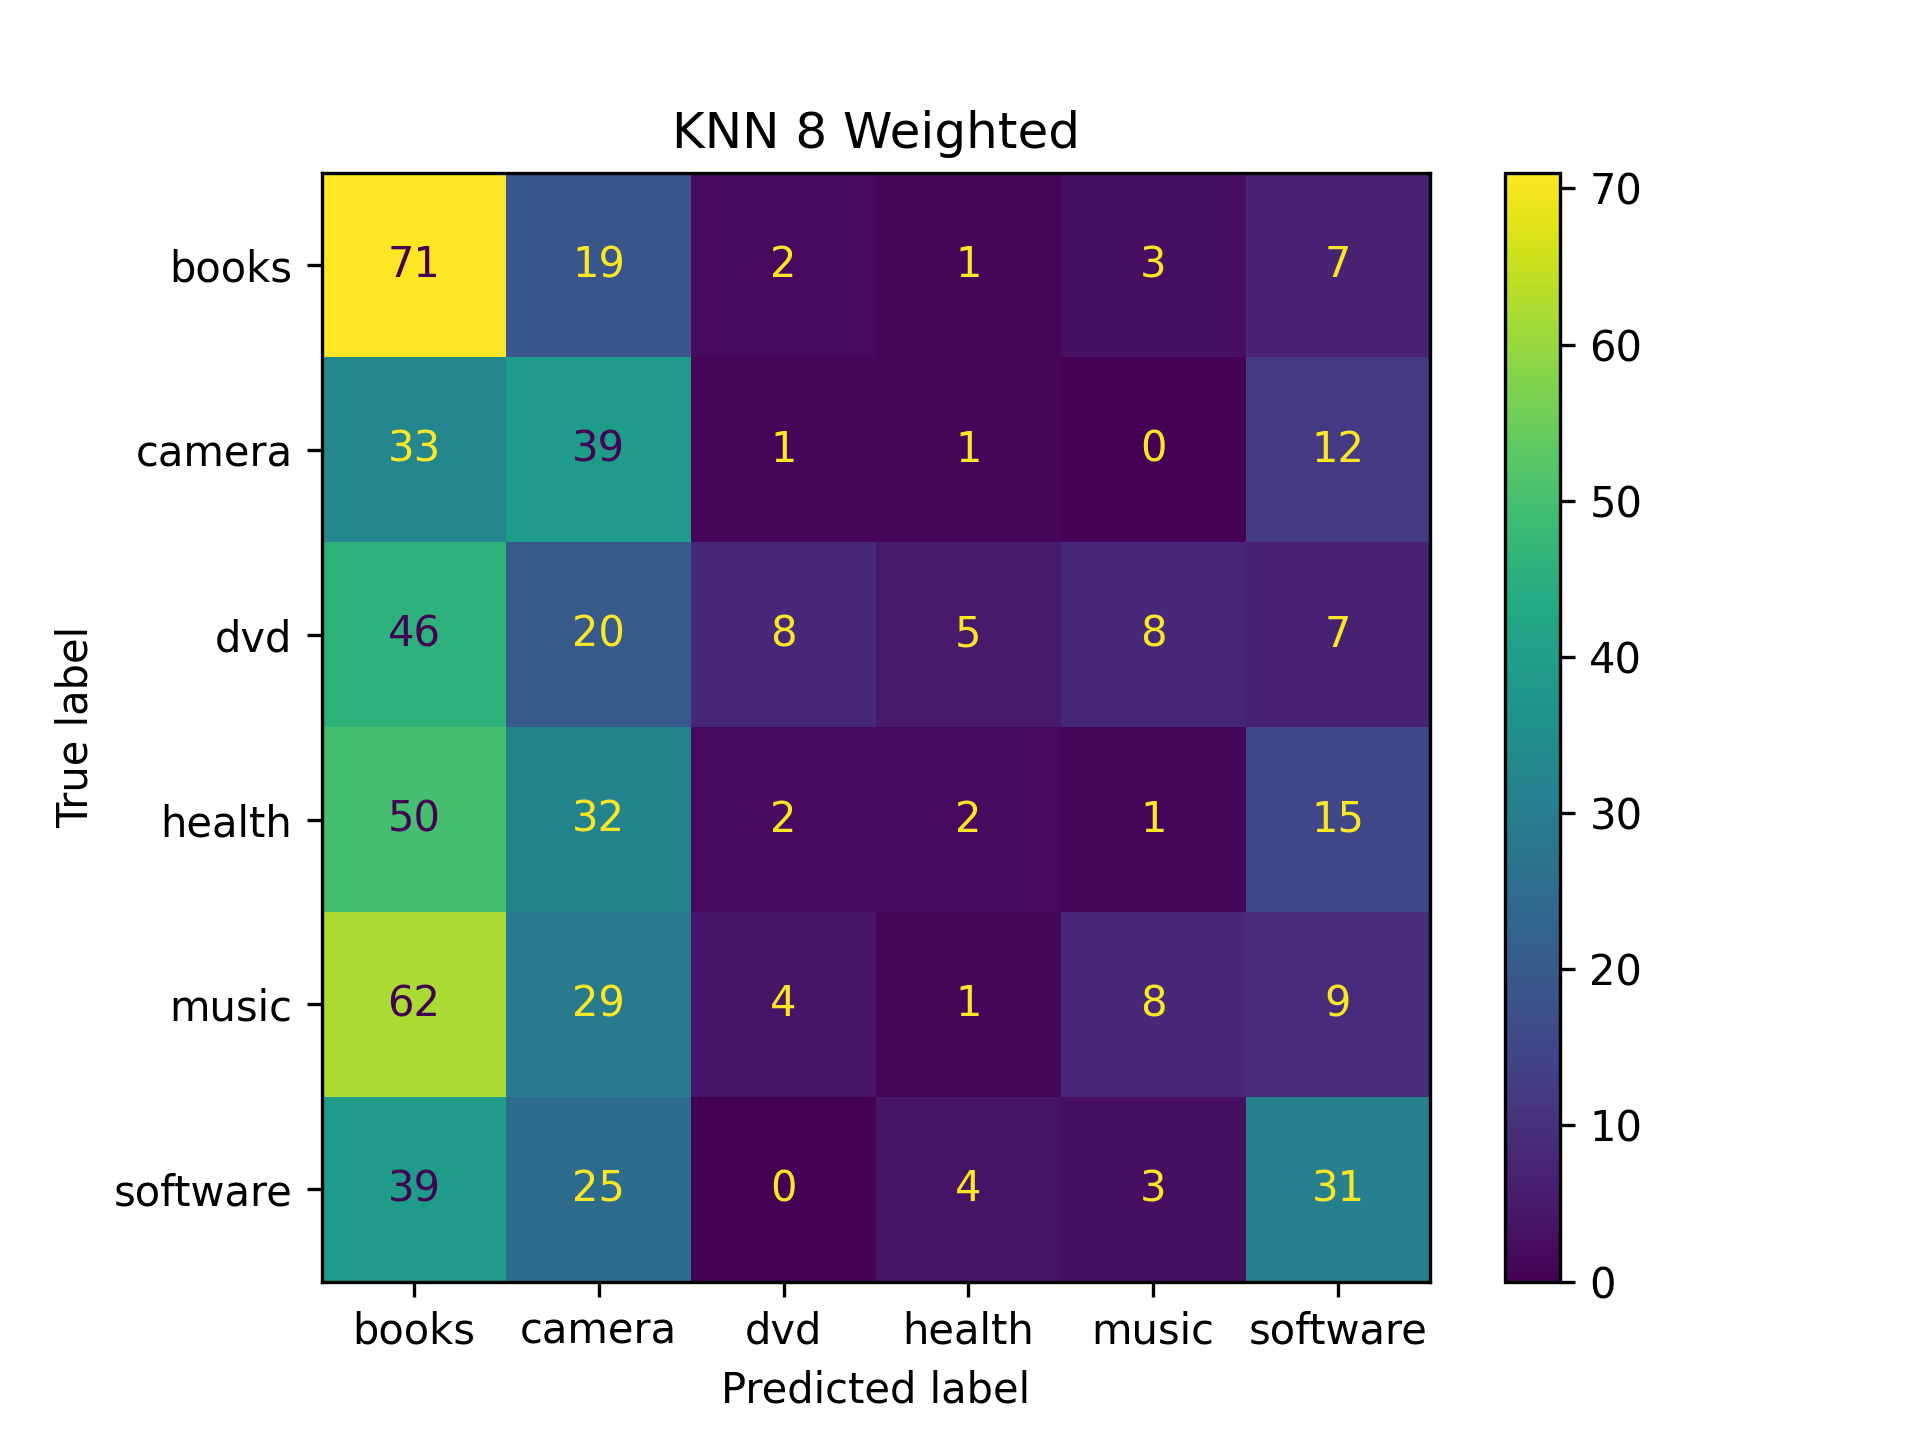 KNN 8 Weighted
books 71 19 2 1 3 7
camera 33 39 1 1 0 12
dvd 46 20 8 5 8 7
health 50 32 2 2 1 15
music 62 29 4 1 8 9
software 39 25 0 4 3 31
books camera dvd health music software
Predicted label
True label
70
60
50
40
30
20
10
0